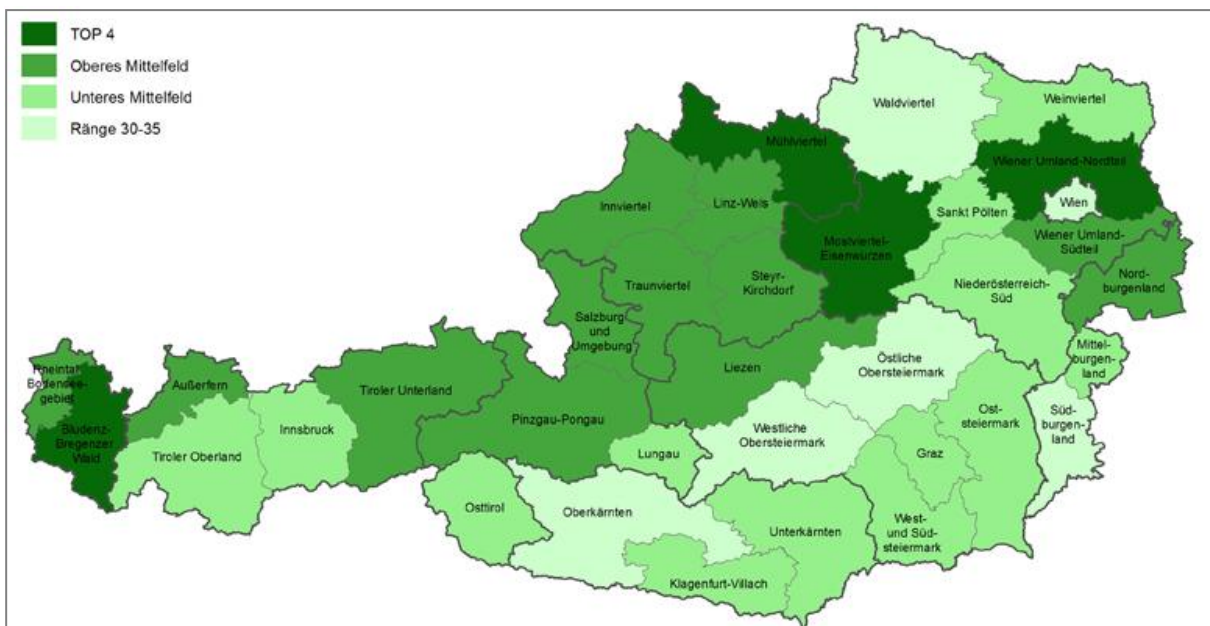 TOP 4
Oberes Mittelfeld
Unteres Mittelfeld
Ränge 30-35
Waldviertel
Weinviertel
Mühlviertel
Wiener Umland-Nordteil
Wien
Linz-Wels
Innviertel
Sankt Pölten
Wiener Umland-
Südteil
Mostviertel-
Eisenwurzen
Nord-
burgenland
Traunviertel
Steyr-
Kirchdorf
Niederösterreich-
Süd
Salzburg
und
Umgebung
Mittel-
burgen-
land
Östliche
Obersteiermark
Liezen
Rheintal-
Bodensee-
gebiet
Außerfern
Tiroler Unterland
Pinzgau-Pongau
Ost-
steiermark
Süd-
burgen-
land
Bludenz-
Bregenzer
Wald
Innsbruck
Tiroler Oberland
Westliche
Obersteiermark
Lungau
Graz
Osttirol
Oberkärnten
Unterkärnten
West-
und Süd-
steiermark
Klagenfurt-Villach